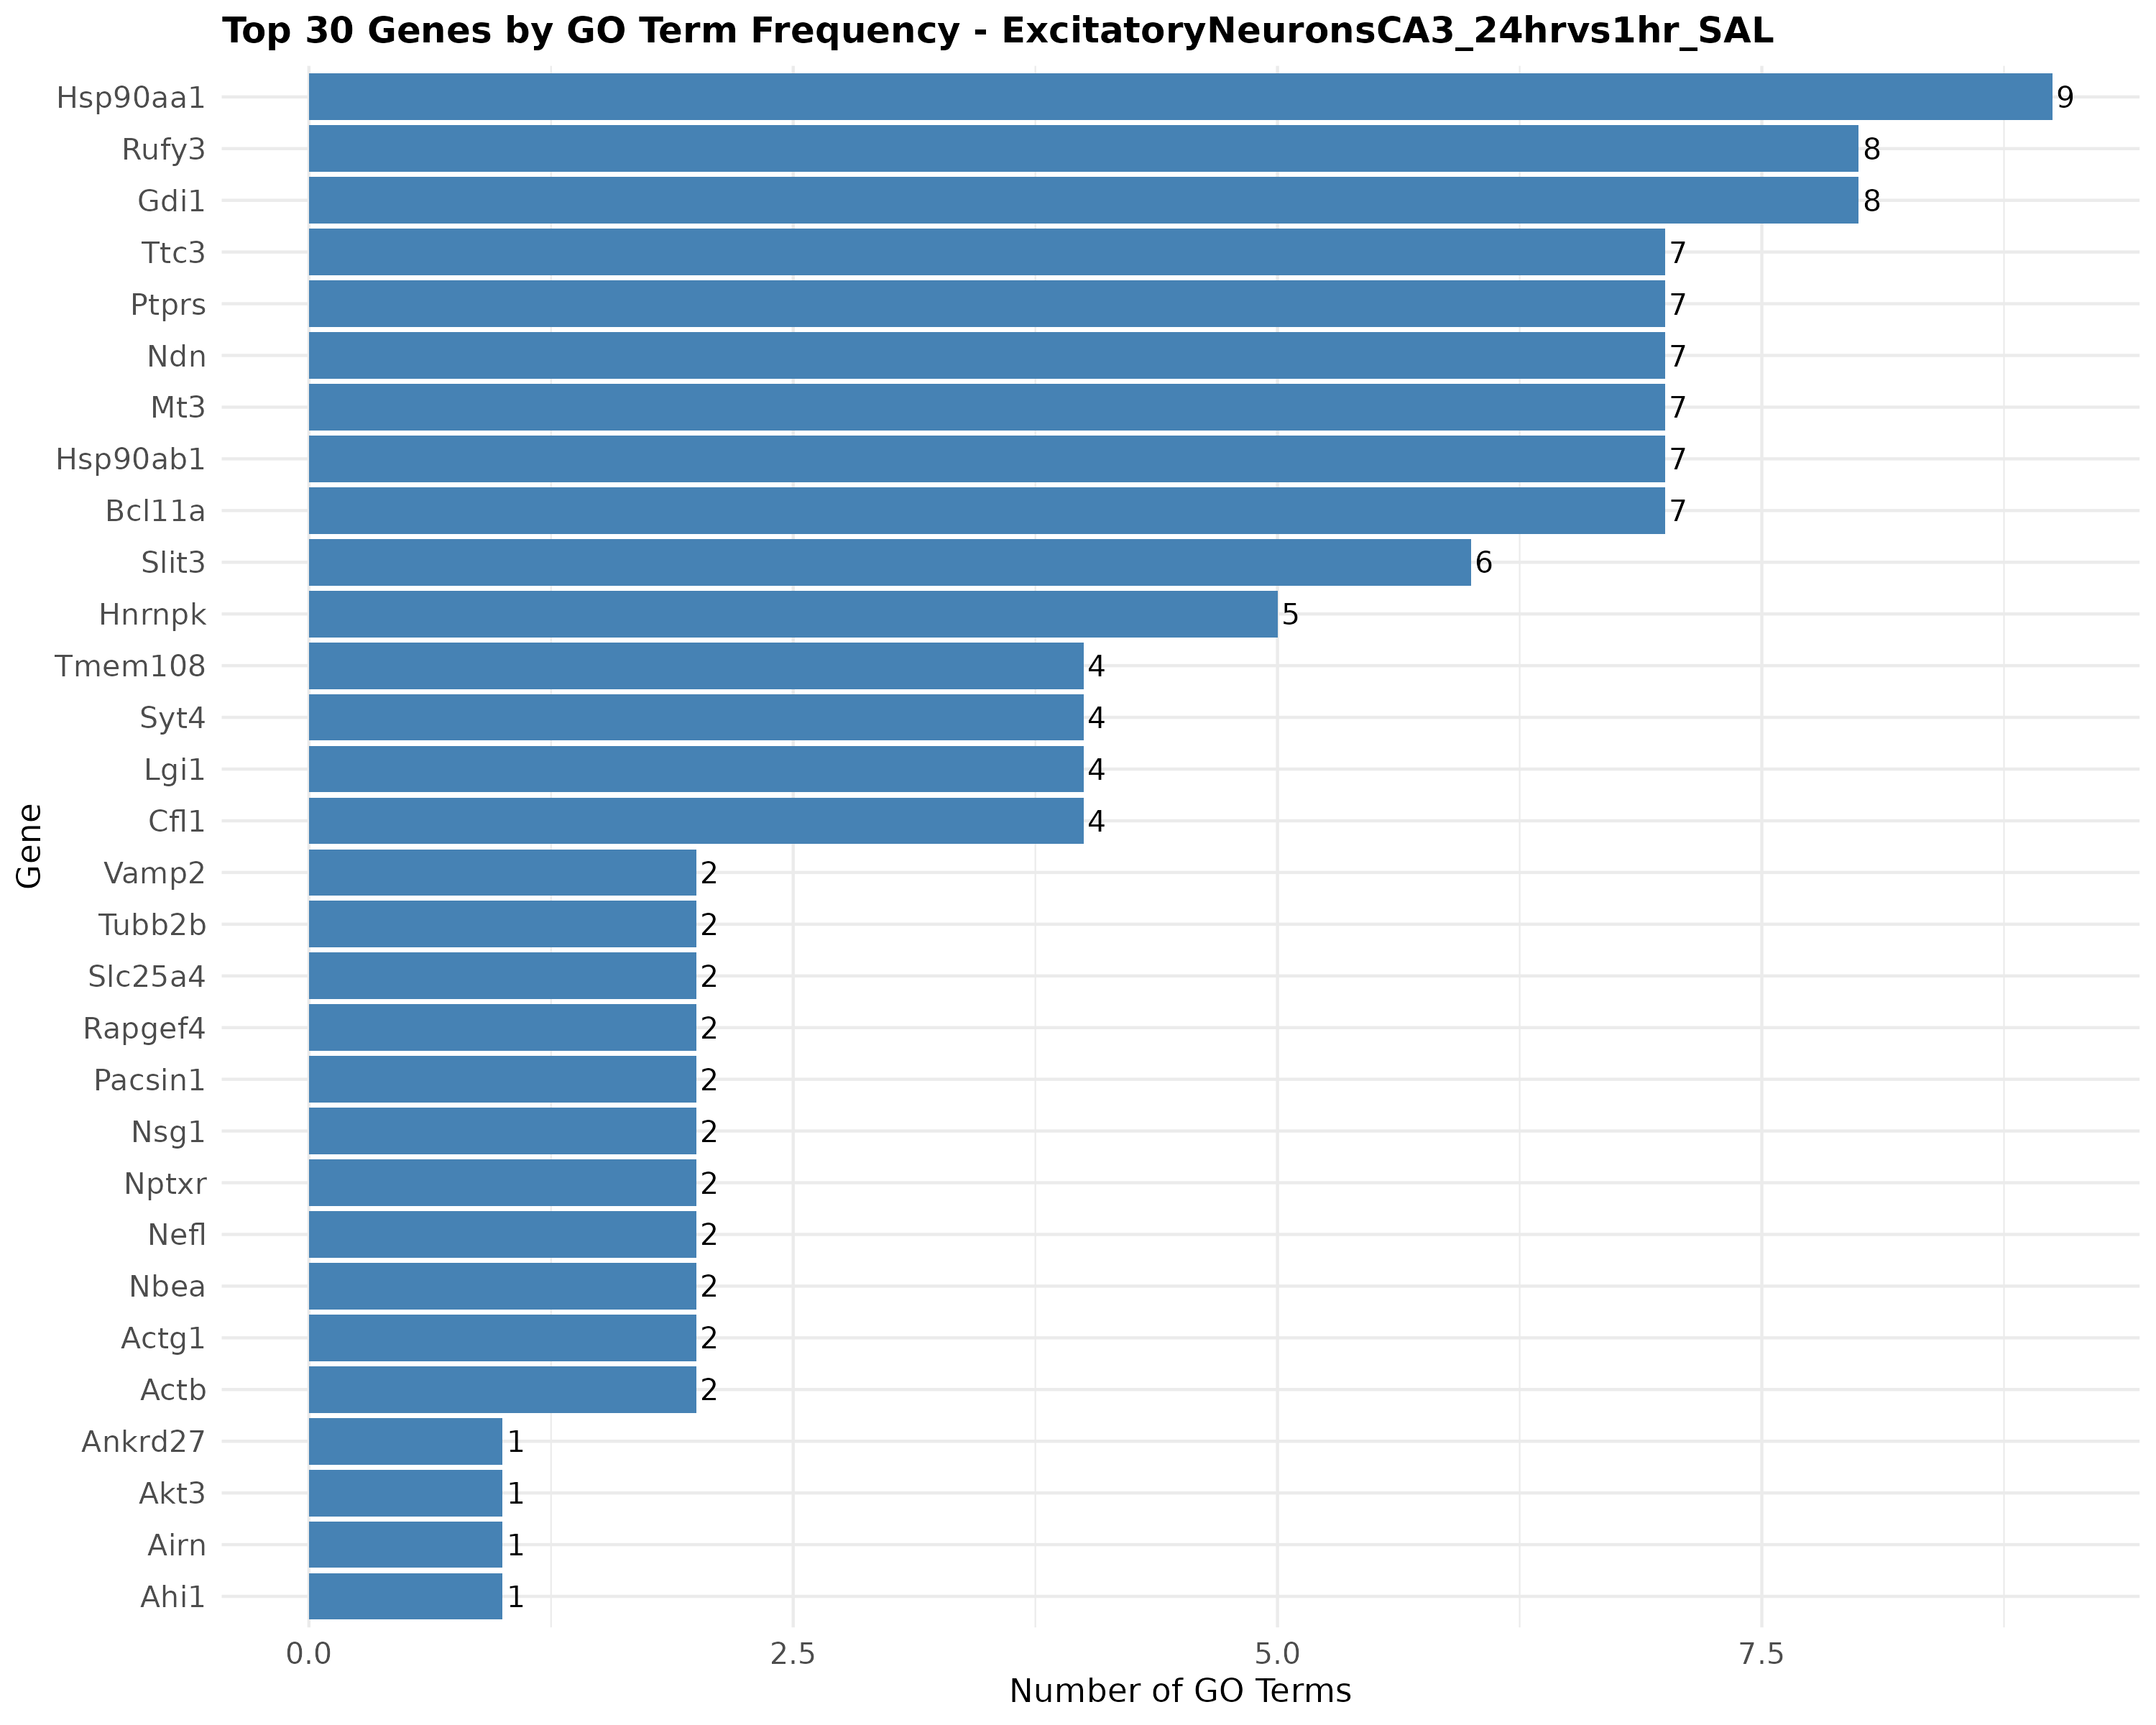 Top 30 Genes by GO Term Frequency - ExcitatoryNeuronsCA3_24hrvs1hr_SAL
Hsp90aa1 9
Rufy3 8
Gdi1 8
Ttc3 7
Ptprs 7
Ndn 7
Mt3 7
Hsp90ab1 7
Bcl11a 7
Slit3 6
Hnrnpk 5
Tmem108 4
Syt4 4
Lgi1 4
Cfl1 4
Vamp2 2
Tubb2b 2
Slc25a4 2
Rapgef4 2
Pacsin1 2
Nsg1 2
Nptxr 2
Nefl 2
Nbea 2
Actg1 2
Actb 2
Ankrd27 1
Akt3 1
Airn 1
Ahi1 1
Gene
0.0 2.5 5.0 7.5
Number of GO Terms